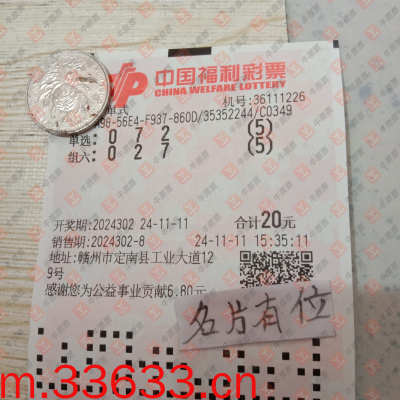 中国福利彩票
CHINA WELFARE LOTTERY
机号:36111226
98-56E4-F937-860D/35352244/C0349
单选: 0 7 2 (5)
组六: 0 2 7 (5)
开奖期:2024302 24-11-11 合计20元
销售期:2024302-8 24-11-11 15:35:11
地址:赣州市定南县工业大道12
9号
感谢您为公益事业贡献6.80元
名片有位
m.33633.cn